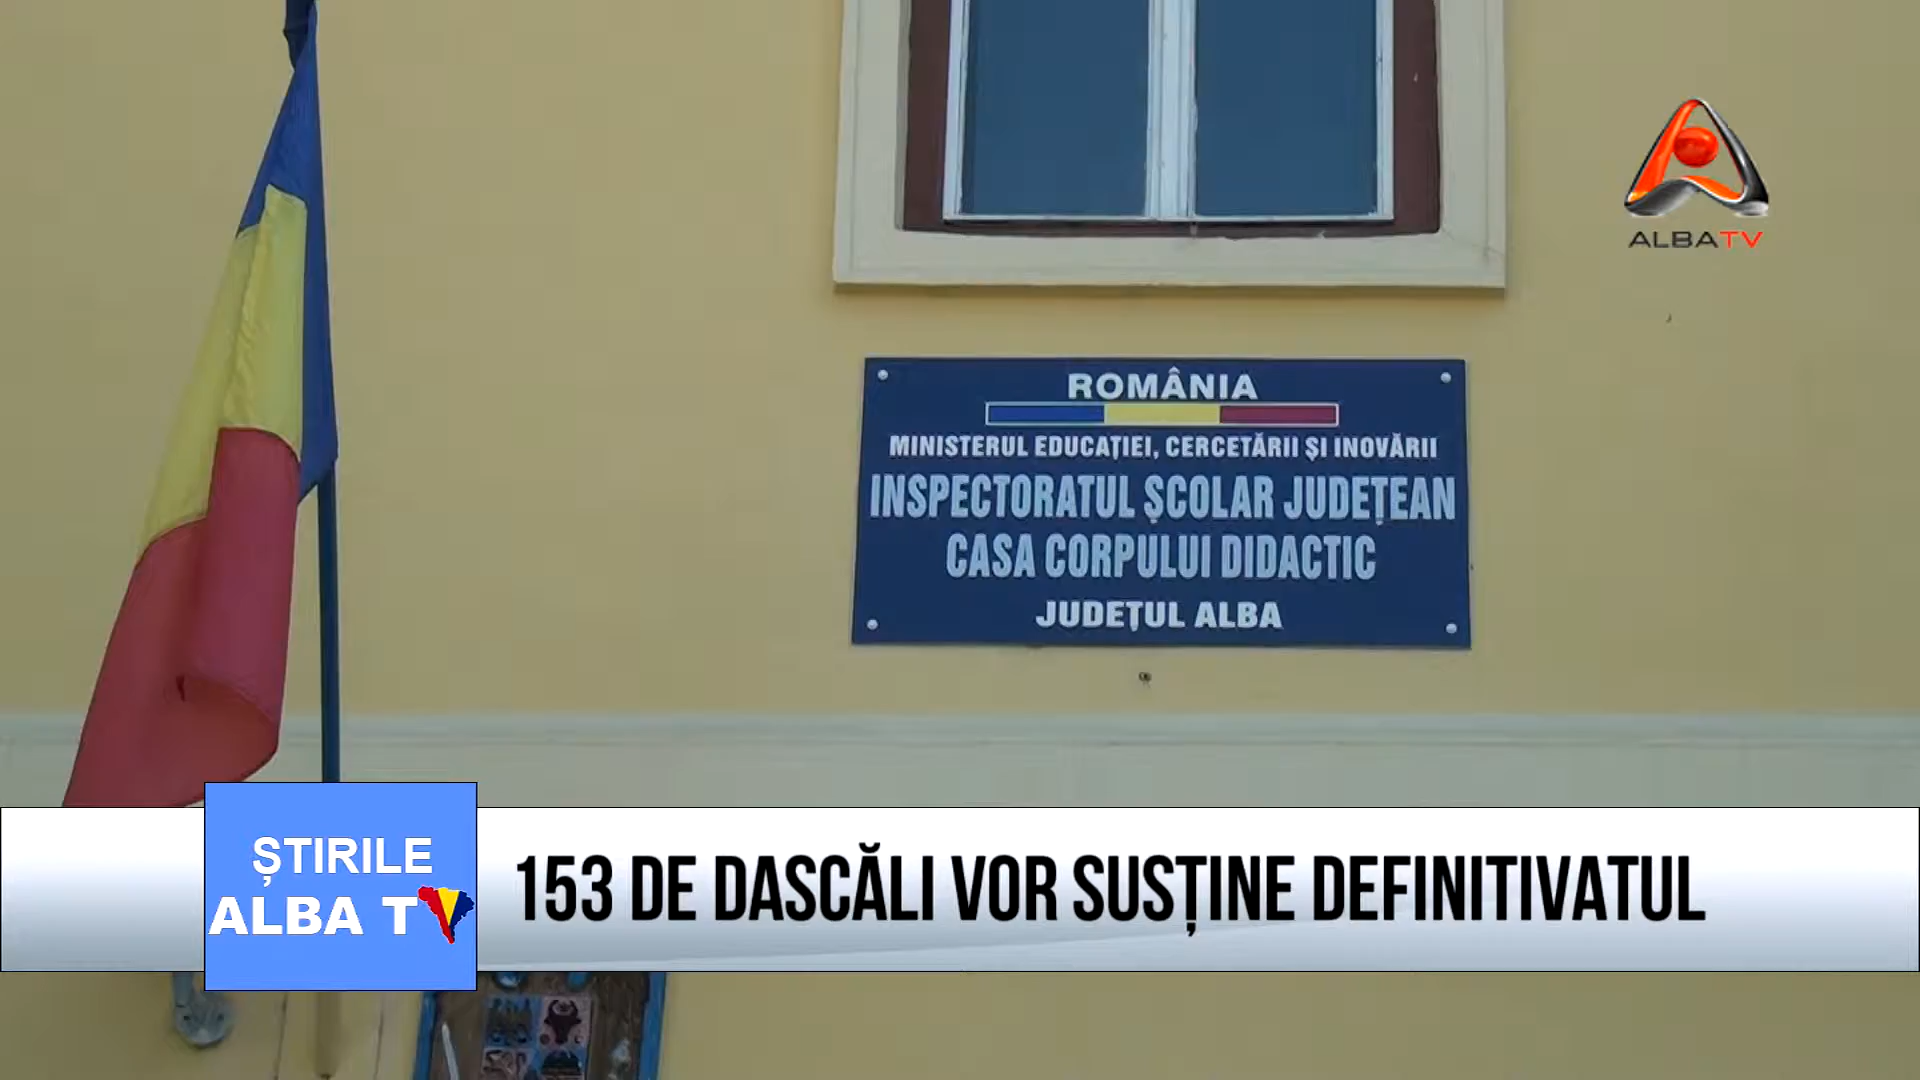 ALBATV
ROMÂNIA
MINISTERUL EDUCAȚIEI, CERCETĂRII ȘI INOVĂRII
INSPECTORATUL ȘCOLAR JUDEȚEAN
CASA CORPULUI DIDACTIC
JUDEȚUL ALBA
ȘTIRILE
ALBA TV
153 DE DASCĂLI VOR SUSȚINE DEFINITIVATUL